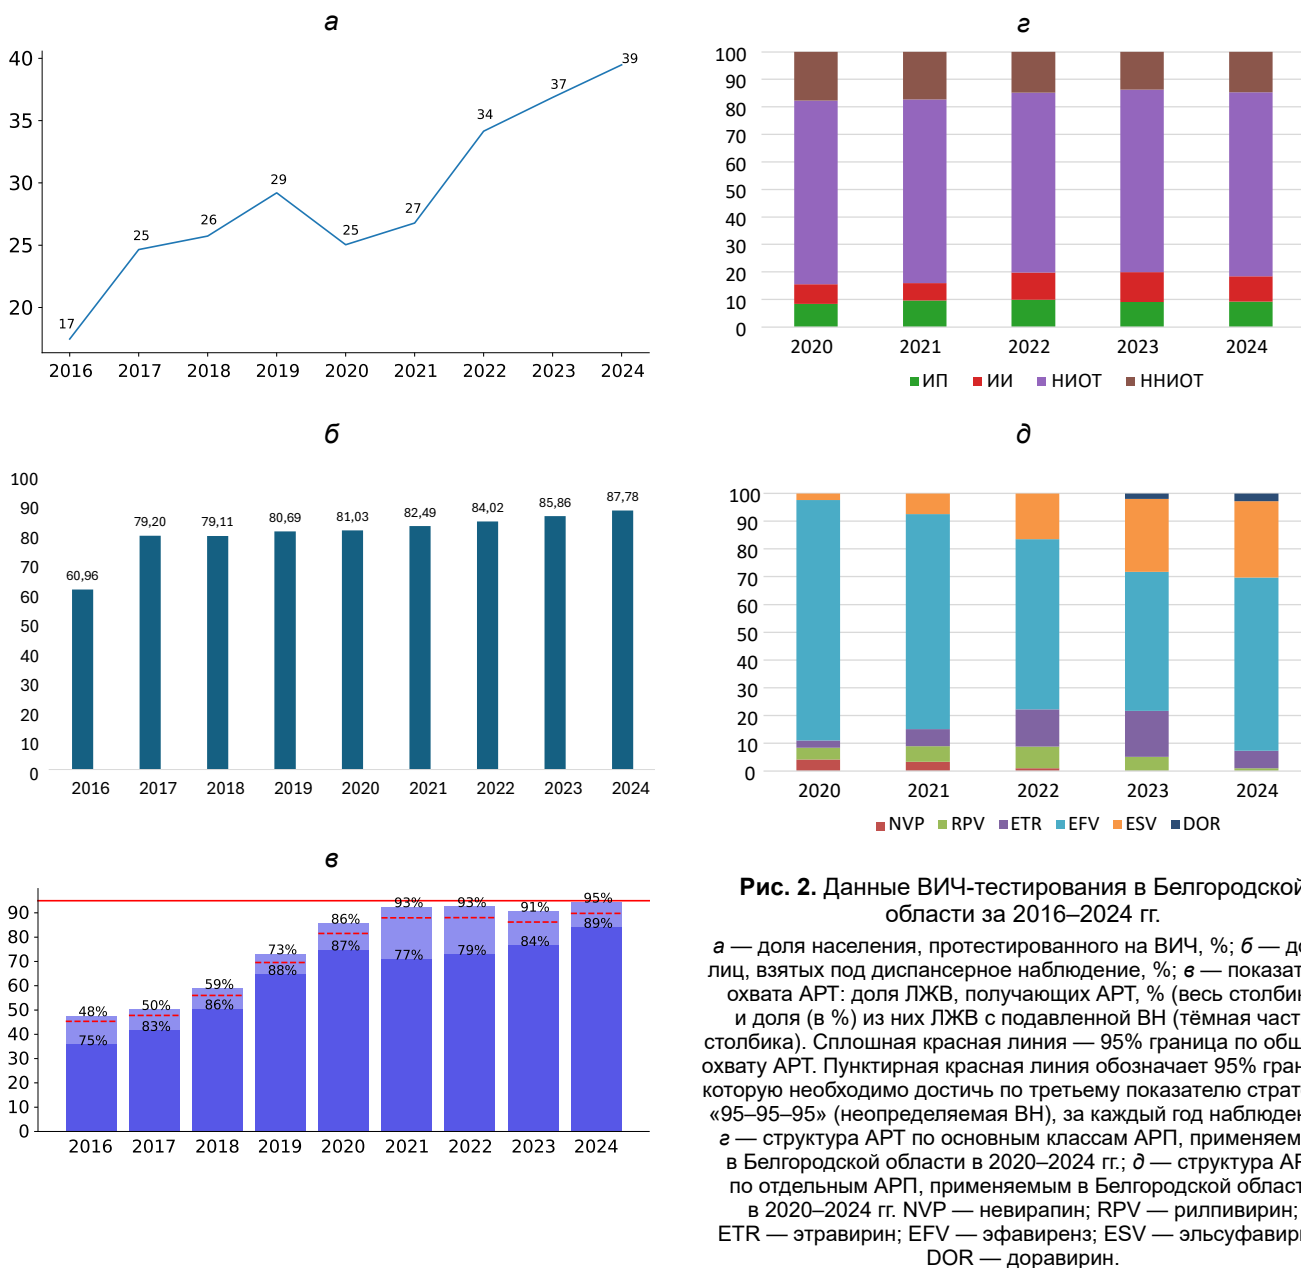 а
40
35
30
25
20
17
25
26
29
25
27
34
37
39
2016 2017 2018 2019 2020 2021 2022 2023 2024
б
100
90
80
70
60
50
40
30
20
10
0
60,96
79,20
79,11
80,69
81,03
82,49
84,02
85,86
87,78
2016 2017 2018 2019 2020 2021 2022 2023 2024
в
90
80
70
60
50
40
30
20
10
0
48% 50% 59% 73% 86% 93% 93% 91% 95%
75% 83% 86% 88% 87% 77% 79% 84% 89%
2016 2017 2018 2019 2020 2021 2022 2023 2024
г
100
90
80
70
60
50
40
30
20
10
0
2020 2021 2022 2023 2024
ИП ИИ НИОТ ННИОТ
д
100
90
80
70
60
50
40
30
20
10
0
2020 2021 2022 2023 2024
NVP RPV ETR EFV ESV DOR
Рис. 2. Данные ВИЧ-тестирования в Белгородской
области за 2016–2024 гг.
а — доля населения, протестированного на ВИЧ, %; б —
лиц, взятых под диспансерное наблюдение, %; в —
охвата АРТ: доля ЛЖВ, получающих АРТ, % (весь
и доля (в %) из них ЛЖВ с подавленной ВН (тёмная
столбика). Сплошная красная линия — 95% граница по
охвату АРТ. Пунктирная красная линия обозначает 95%
которую необходимо достичь по третьему показателю
«95–95–95» (неопределяемая ВН), за каждый год
г — структура АРТ по основным классам АРП,
в Белгородской области в 2020–2024 гг.; д — структура
по отдельным АРП, применяемым в Белгородской
в 2020–2024 гг. NVP — невирапин; RPV — рилпивирин;
ETR — этравирин; EFV — эфавиренз; ESV —
DOR — доравирин.